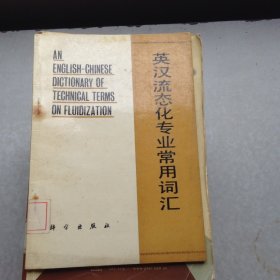 AN
ENGLISH-CHINESE
DICTIONARY OF
TECHNICAL TERMS
ON FLUIDIZATION
英汉流态化专业常用词汇
科学出版社